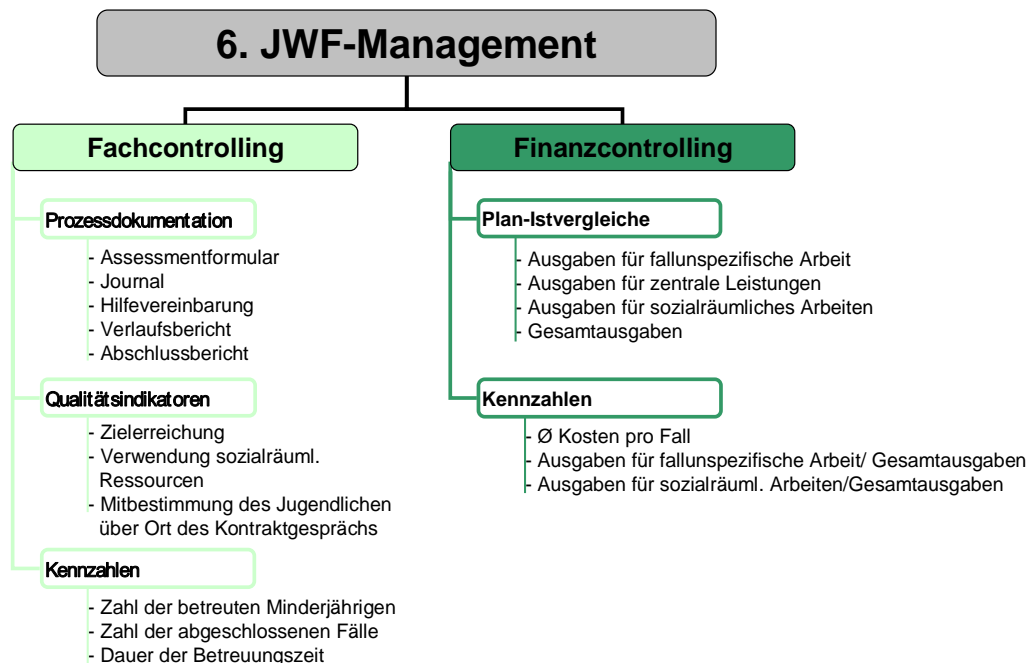 6. JWF-Management
Fachcontrolling
Prozessdokumentation
- Assessmentformular
- Journal
- Hilfevereinbarung
- Verlaufsbericht
- Abschlussbericht
Qualitätsindikatoren
- Zielerreichung
- Verwendung sozialräuml.
Ressourcen
- Mitbestimmung des Jugendlichen
über Ort des Kontraktgesprächs
Kennzahlen
- Zahl der betreuten Minderjährigen
- Zahl der abgeschlossenen Fälle
- Dauer der Betreuungszeit
Finanzcontrolling
Plan-Istvergleiche
- Ausgaben für fallunspezifische Arbeit
- Ausgaben für zentrale Leistungen
- Ausgaben für sozialräumliches Arbeiten
- Gesamtausgaben
Kennzahlen
- Ø Kosten pro Fall
- Ausgaben für fallunspezifische Arbeit/ Gesamtausgaben
- Ausgaben für sozialräuml. Arbeiten/Gesamtausgaben